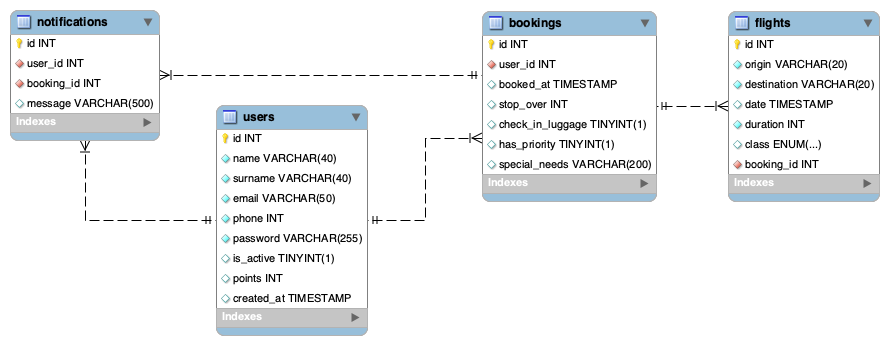 notifications
id INT
user_id INT
booking_id INT
message VARCHAR(500)
Indexes
users
id INT
name VARCHAR(40)
surname VARCHAR(40)
email VARCHAR(50)
phone INT
password VARCHAR(255)
is_active TINYINT(1)
points INT
created_at TIMESTAMP
Indexes
bookings
id INT
user_id INT
booked_at TIMESTAMP
stop_over INT
check_in_luggage TINYINT(1)
has_priority TINYINT(1)
special_needs VARCHAR(200)
Indexes
flights
id INT
origin VARCHAR(20)
destination VARCHAR(20)
date TIMESTAMP
duration INT
class ENUM(...)
booking_id INT
Indexes